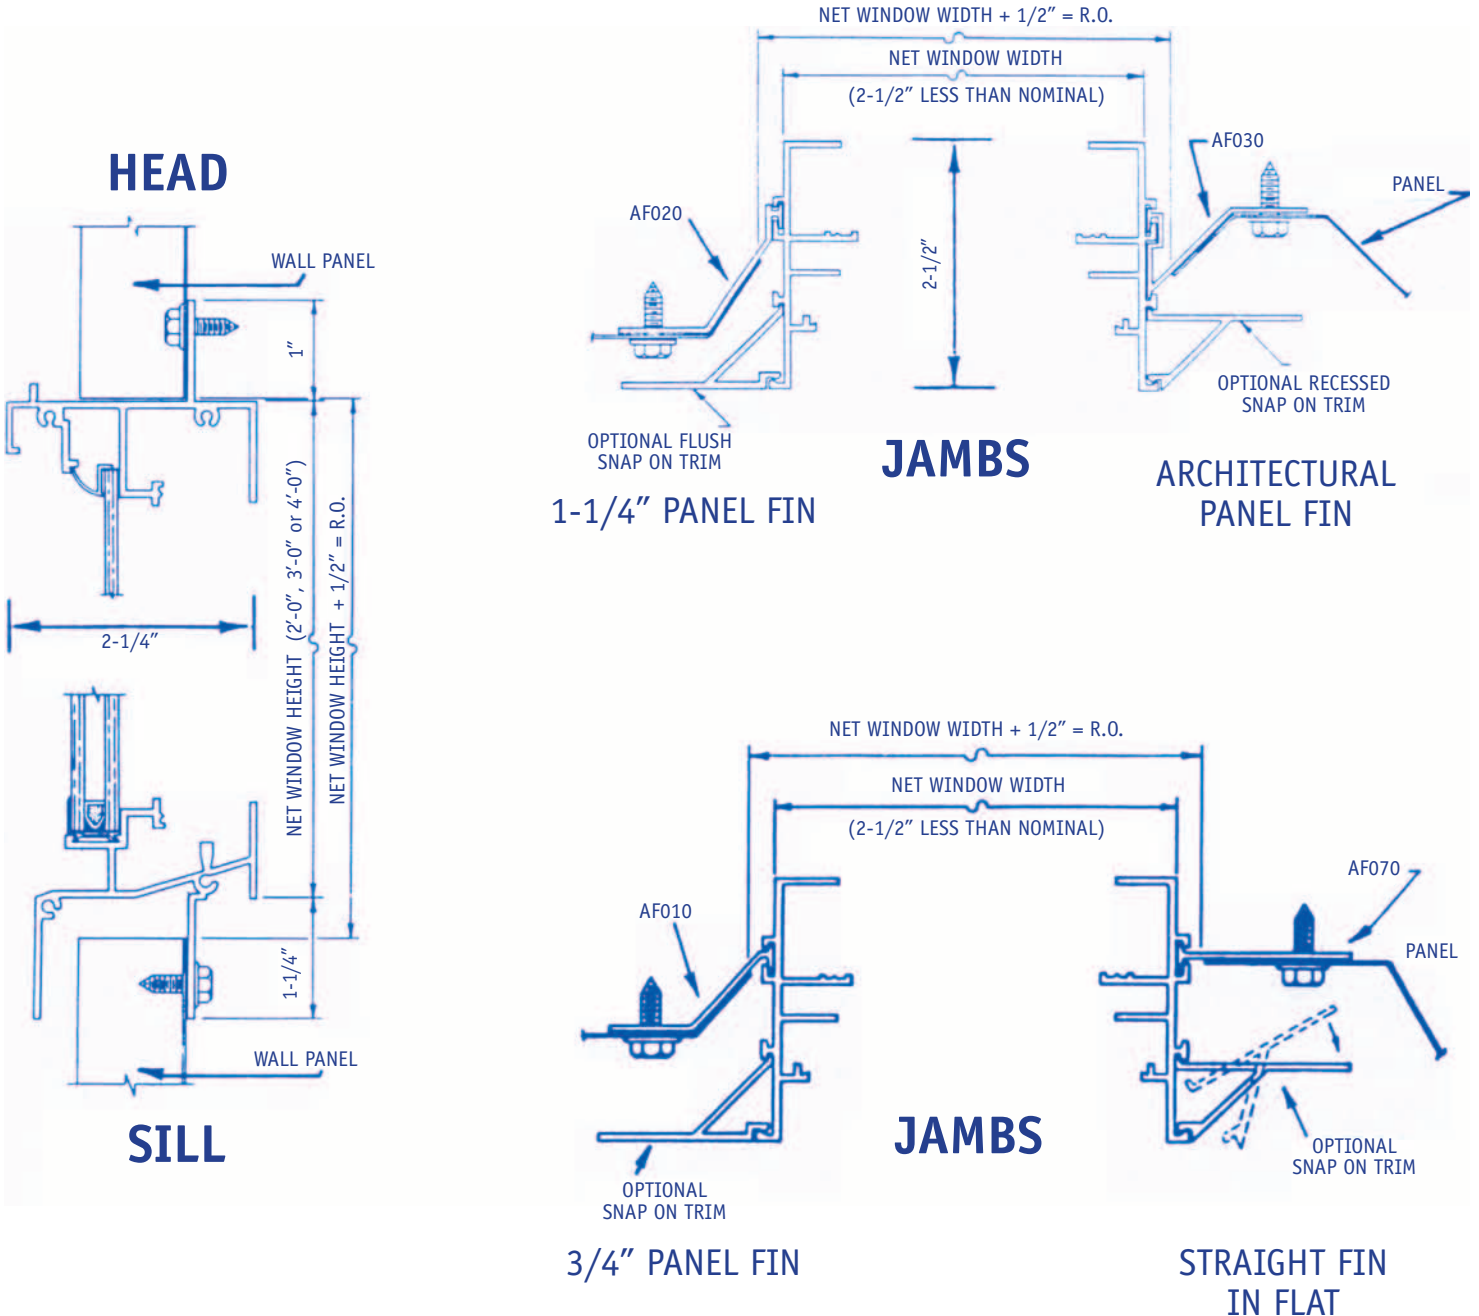 HEAD
WALL PANEL
1″
NET WINDOW HEIGHT (2′-0″, 3′-0″ or 4′-0″)
NET WINDOW HEIGHT + 1/2″ = R.O.
2-1/4″
1-1/4″
WALL PANEL
SILL
NET WINDOW WIDTH + 1/2″ = R.O.
NET WINDOW WIDTH
(2-1/2″ LESS THAN NOMINAL)
AF020
2-1/2″
AF030
PANEL
OPTIONAL FLUSH
SNAP ON TRIM
OPTIONAL RECESSED
SNAP ON TRIM
JAMBS
1-1/4″ PANEL FIN
ARCHITECTURAL
PANEL FIN
NET WINDOW WIDTH + 1/2″ = R.O.
NET WINDOW WIDTH
(2-1/2″ LESS THAN NOMINAL)
AF010
AF070
PANEL
OPTIONAL
SNAP ON TRIM
JAMBS
OPTIONAL
SNAP ON TRIM
3/4″ PANEL FIN
STRAIGHT FIN
IN FLAT